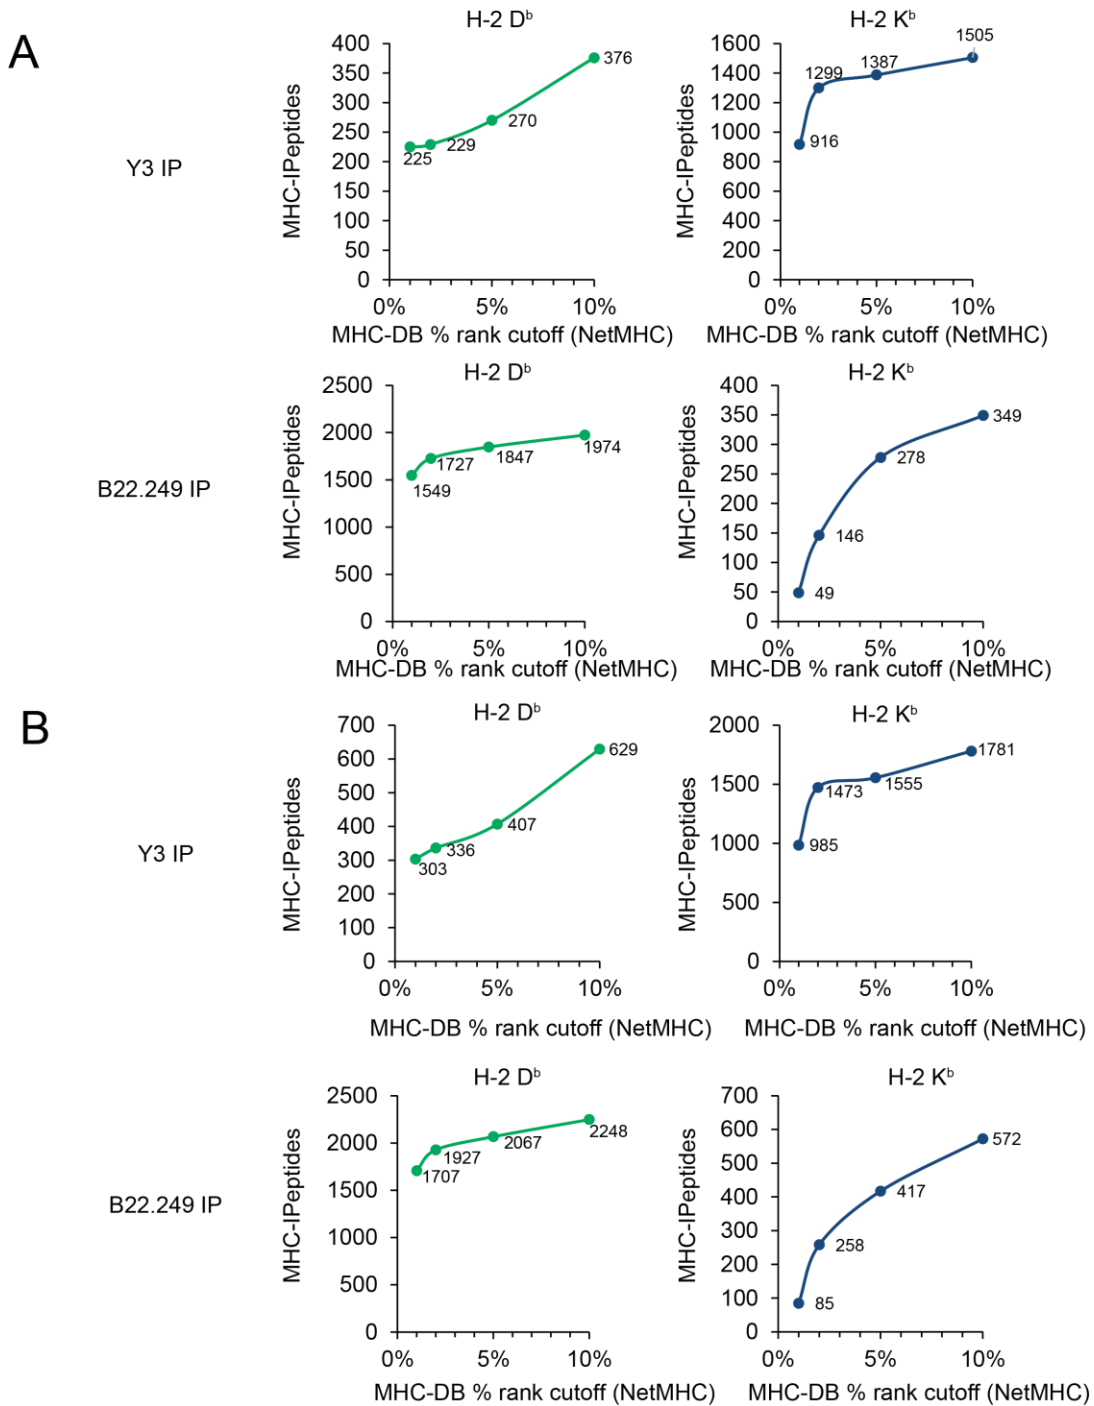 A
Y3 IP
H-2 Dᵇ
MHC-IPeptides
400
350
300
250
200
150
100
50
0
225
229
270
376
0% 5% 10%
MHC-DB % rank cutoff (NetMHC)
H-2 Kᵇ
MHC-IPeptides
1600
1400
1200
1000
800
600
400
200
0
916
1299
1387
1505
0% 5% 10%
MHC-DB % rank cutoff (NetMHC)
B22.249 IP
H-2 Dᵇ
MHC-IPeptides
2500
2000
1500
1000
500
0
1549
1727
1847
1974
0% 5% 10%
MHC-DB % rank cutoff (NetMHC)
H-2 Kᵇ
MHC-IPeptides
400
350
300
250
200
150
100
50
0
49
146
278
349
0% 5% 10%
MHC-DB % rank cutoff (NetMHC)
B
Y3 IP
H-2 Dᵇ
MHC-IPeptides
700
600
500
400
300
200
100
0
303
336
407
629
0% 5% 10%
MHC-DB % rank cutoff (NetMHC)
H-2 Kᵇ
MHC-IPeptides
2000
1500
1000
500
0
985
1473
1555
1781
0% 5% 10%
MHC-DB % rank cutoff (NetMHC)
B22.249 IP
H-2 Dᵇ
MHC-IPeptides
2500
2000
1500
1000
500
0
1707
1927
2067
2248
0% 5% 10%
MHC-DB % rank cutoff (NetMHC)
H-2 Kᵇ
MHC-IPeptides
700
600
500
400
300
200
100
0
85
258
417
572
0% 5% 10%
MHC-DB % rank cutoff (NetMHC)